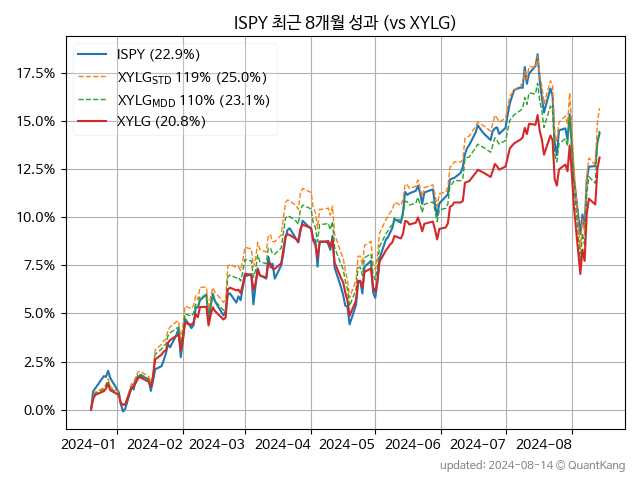 ISPY 최근 8개월 성과 (vs XYLG)
ISPY (22.9%)
XYLG_STD 119% (25.0%)
XYLG_MDD 110% (23.1%)
XYLG (20.8%)
17.5%
15.0%
12.5%
10.0%
7.5%
5.0%
2.5%
0.0%
2024-01 2024-02 2024-03 2024-04 2024-05 2024-06 2024-07 2024-08
updated: 2024-08-14 ⓒ QuantKang